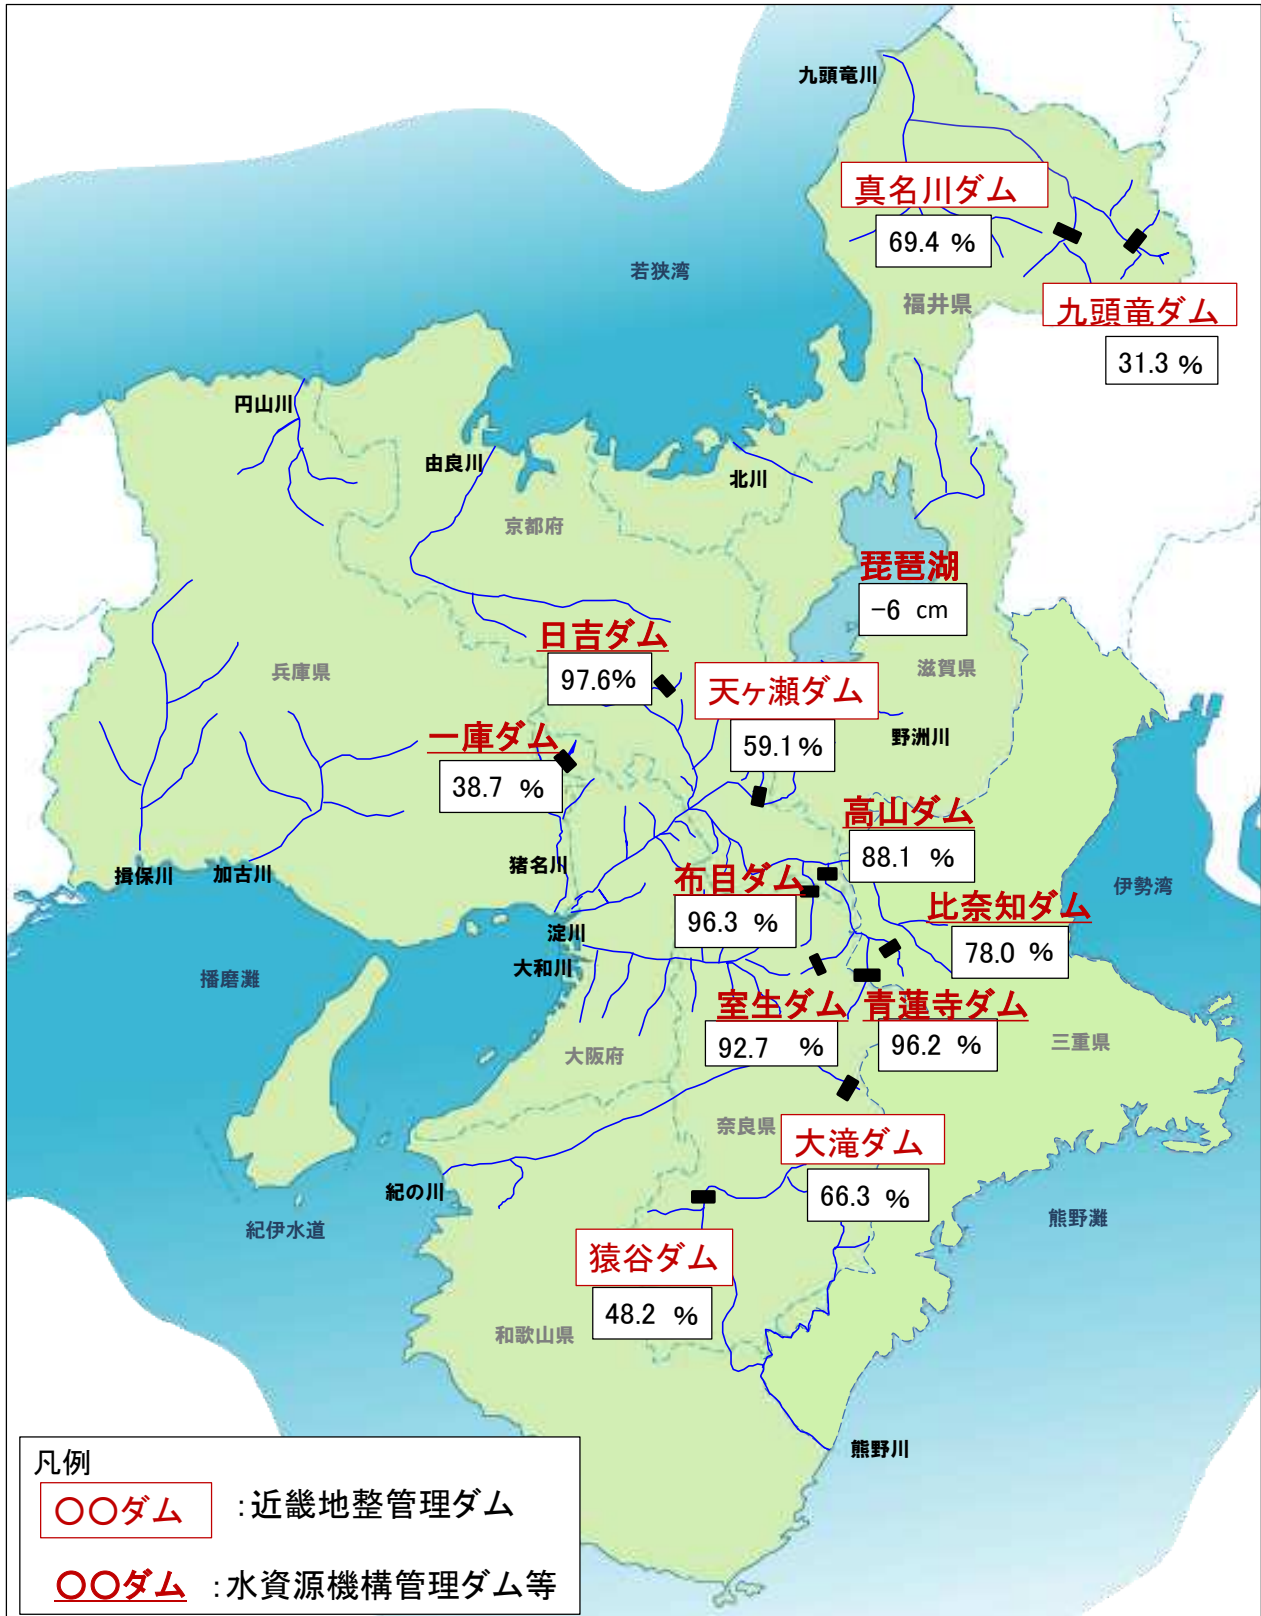 九頭竜川
真名川ダム
69.4 %
若狭湾
福井県
九頭竜ダム
31.3 %
円山川
由良川
北川
京都府
琵琶湖
-6 cm
日吉ダム
97.6%
兵庫県
滋賀県
天ヶ瀬ダム
59.1%
野洲川
一庫ダム
38.7 %
高山ダム
88.1 %
猪名川
揖保川
加古川
布目ダム
96.3 %
伊勢湾
比奈知ダム
78.0 %
淀川
大和川
播磨灘
室生ダム
92.7 %
青蓮寺ダム
96.2 %
大阪府
三重県
奈良県
大滝ダム
66.3 %
紀の川
紀伊水道
熊野灘
猿谷ダム
48.2 %
和歌山県
熊野川
凡例
〇〇ダム :近畿地整管理ダム
〇〇ダム :水資源機構管理ダム等